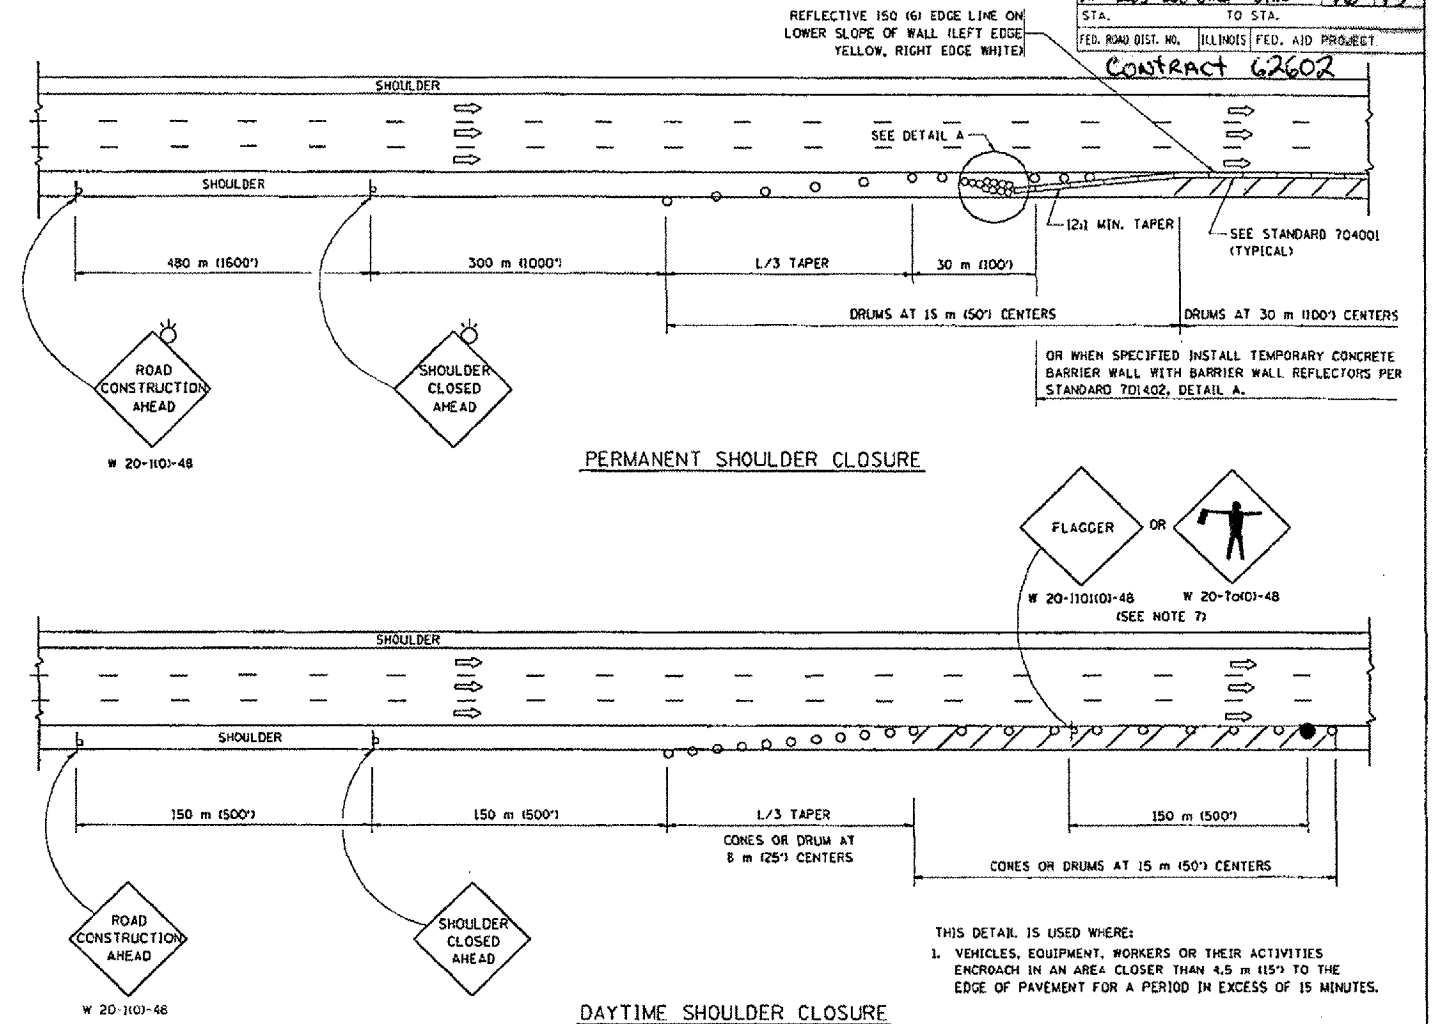 REFLECTIVE 150 (6) EDGE LINE ON
LOWER SLOPE OF WALL (LEFT EDGE
YELLOW, RIGHT EDGE WHITE)
STA. TO STA.
FED. ROAD DIST. NO. ILLINOIS FED. AID PROJECT
CONTRACT 62602
SHOULDER
SEE DETAIL A
SHOULDER
12:1 MIN. TAPER
SEE STANDARD 704001
(TYPICAL)
480 m (1600')
300 m (1000')
L/3 TAPER
30 m (100')
DRUMS AT 15 m (50') CENTERS
DRUMS AT 30 m (100') CENTERS
OR WHEN SPECIFIED INSTALL TEMPORARY CONCRETE
BARRIER WALL WITH BARRIER WALL REFLECTORS PER
STANDARD 701402, DETAIL A.
ROAD
CONSTRUCTION
AHEAD
SHOULDER
CLOSED
AHEAD
W 20-1(O)-48
PERMANENT SHOULDER CLOSURE
FLAGGER
OR
W 20-I101(O)-48
W 20-7a(O)-48
(SEE NOTE 7)
SHOULDER
SHOULDER
150 m (500')
150 m (500')
L/3 TAPER
150 m (500')
CONES OR DRUM AT
8 m (25') CENTERS
CONES OR DRUMS AT 15 m (50') CENTERS
ROAD
CONSTRUCTION
AHEAD
SHOULDER
CLOSED
AHEAD
W 20-1(O)-48
THIS DETAIL IS USED WHERE:
1. VEHICLES, EQUIPMENT, WORKERS OR THEIR ACTIVITIES
ENCROACH IN AN AREA CLOSER THAN 4.5 m (15') TO THE
EDGE OF PAVEMENT FOR A PERIOD IN EXCESS OF 15 MINUTES.
DAYTIME SHOULDER CLOSURE